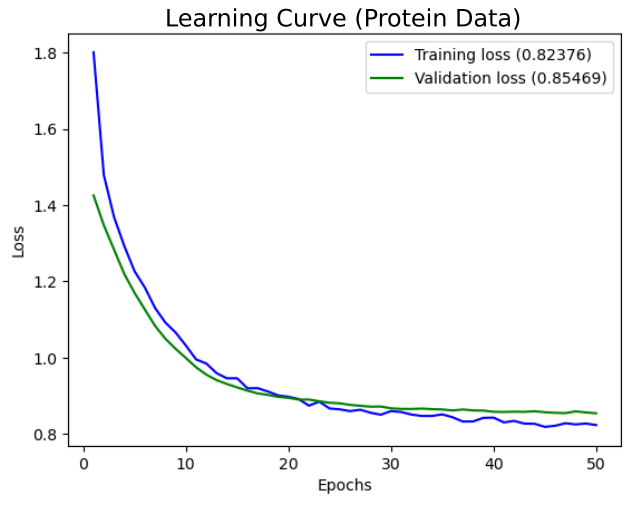 Learning Curve (Protein Data)
Training loss (0.82376)
Validation loss (0.85469)
1.8
1.6
1.4
1.2
1.0
0.8
Loss
0 10 20 30 40 50
Epochs